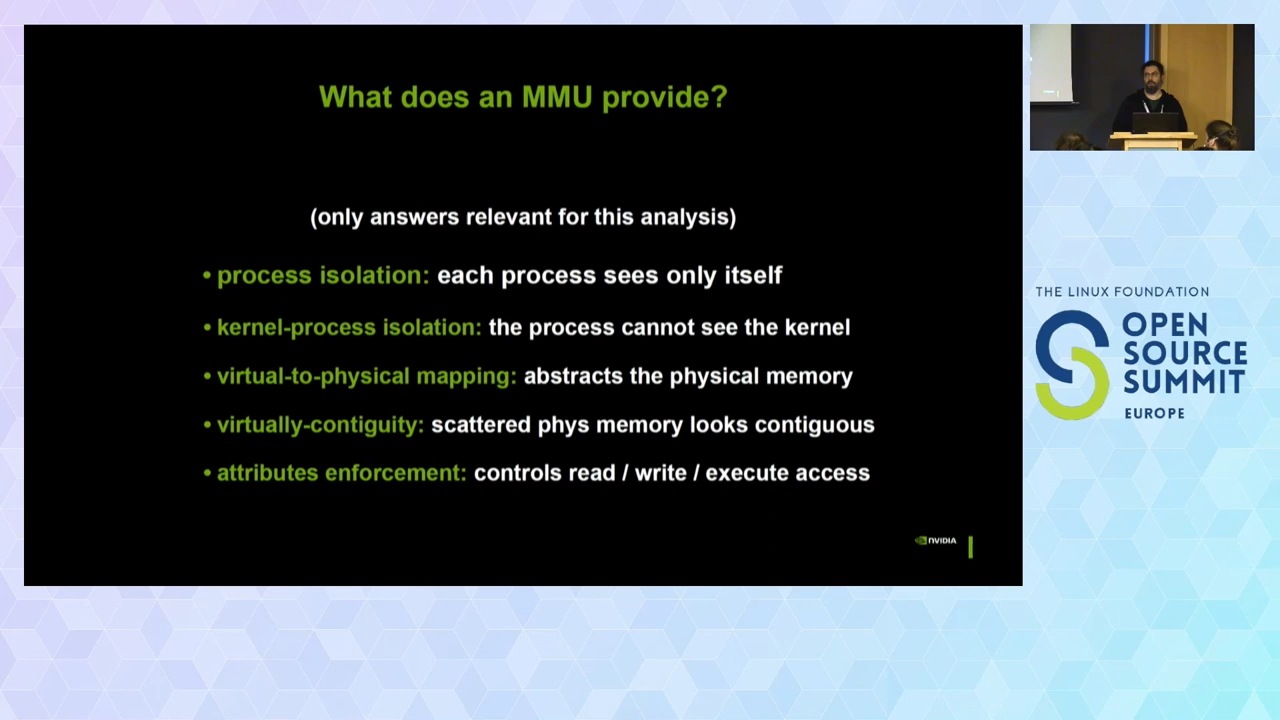 What does an MMU provide?
(only answers relevant for this analysis)
• process isolation: each process sees only itself
• kernel-process isolation: the process cannot see the kernel
• virtual-to-physical mapping: abstracts the physical memory
• virtually-contiguity: scattered phys memory looks contiguous
• attributes enforcement: controls read / write / execute access
NVIDIA
THE LINUX FOUNDATION
OPEN
SOURCE
SUMMIT
EUROPE